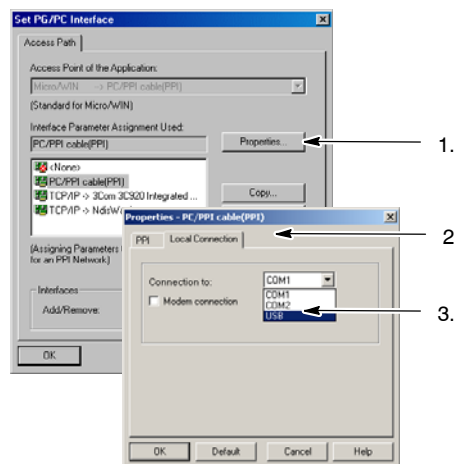 Set PG/PC Interface
Access Path
Access Point of the Application:
Micro/WIN -> PC/PPI cable(PPI)
(Standard for Micro/WIN)
Interface Parameter Assignment Used:
PC/PPI cable(PPI)
Properties...
1.
<None>
PC/PPI cable(PPI)
TCP/IP -> 3Com 3C920 Integrated ...
TCP/IP -> NdisW
Copy...
(Assigning Parameters
for an PPI Network)
Interfaces
Add/Remove:
OK
Properties - PC/PPI cable(PPI)
PPI
Local Connection
2
Connection to:
COM1
Modem connection
COM1
COM2
USB
3.
OK
Default
Cancel
Help